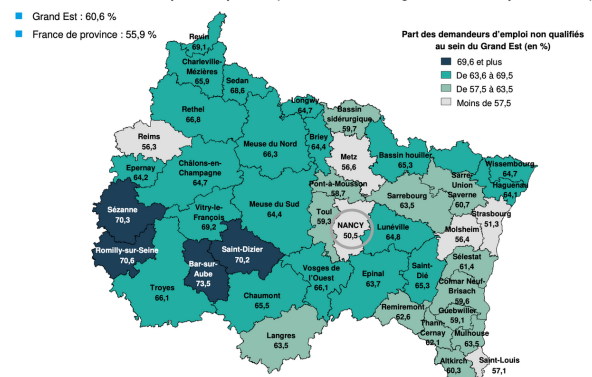 Grand Est : 60,6 %
France de province : 55,9 %
Part des demandeurs d'emploi non qualifiés
au sein du Grand Est (en %)
69,6 et plus
De 63,6 à 69,5
De 57,5 à 63,5
Moins de 57,5
Revin
69,1
Charleville-
Mézières
65,9
Sedan
68,6
Rethel
66,8
Longwy
64,7
Bassin
sidérurgique
59,7
Reims
56,3
Meuse du Nord
66,3
Briey
64,4
Metz
56,6
Bassin houiller
65,3
Wissembourg
64,7
Epernay
64,2
Châlons-en-
Champagne
64,7
Pont-à-Mousson
58,7
Sarrebourg
63,5
Sarre-
Union
Saverne
60,7
Haguenau
64,1
Sézanne
70,3
Vitry-le-
François
69,2
Meuse du Sud
64,4
Toul
59,3
NANCY
50,5
Lunéville
64,8
Strasbourg
51,3
Molsheim
56,4
Romilly-sur-Seine
70,6
Saint-Dizier
70,2
Bar-sur-
Aube
73,5
Sélestat
61,4
Troyes
66,1
Chaumont
65,5
Vosges de
l'Ouest
66,1
Epinal
63,7
Saint-
Dié
65,3
Colmar Neuf-
Brisach
59,6
Guebwiller
59,1
Remiremont
62,6
Thann-
Cernay
62,1
Mulhouse
63,5
Langres
63,5
Altkirch
60,3
Saint-Louis
57,1